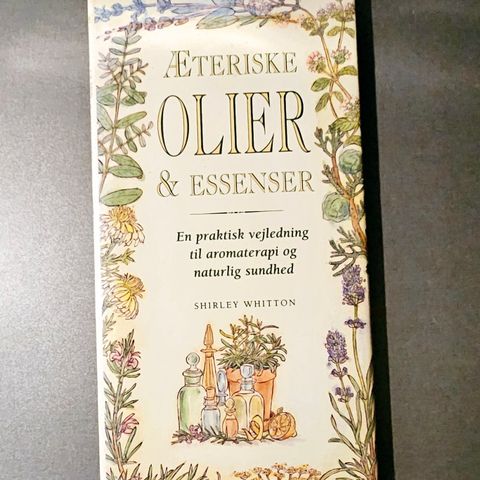 ÆTERISKE
OLIER
& ESSENSER
En praktisk vejledning
til aromaterapi og
naturlig sundhed
SHIRLEY WHITTON